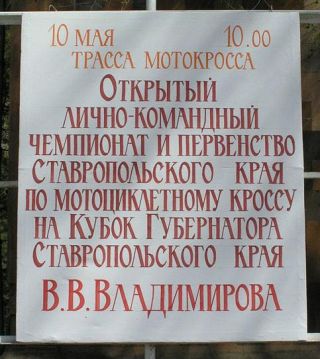 10 МАЯ 10.00
ТРАССА МОТОКРОССА
ОТКРЫТЫЙ
ЛИЧНО-КОМАНДНЫЙ
ЧЕМПИОНАТ И ПЕРВЕНСТВО
СТАВРОПОЛЬСКОГО КРАЯ
ПО МОТОЦИКЛЕТНОМУ КРОССУ
НА КУБОК ГУБЕРНАТОРА
СТАВРОПОЛЬСКОГО КРАЯ
В.В.ВЛАДИМИРОВА